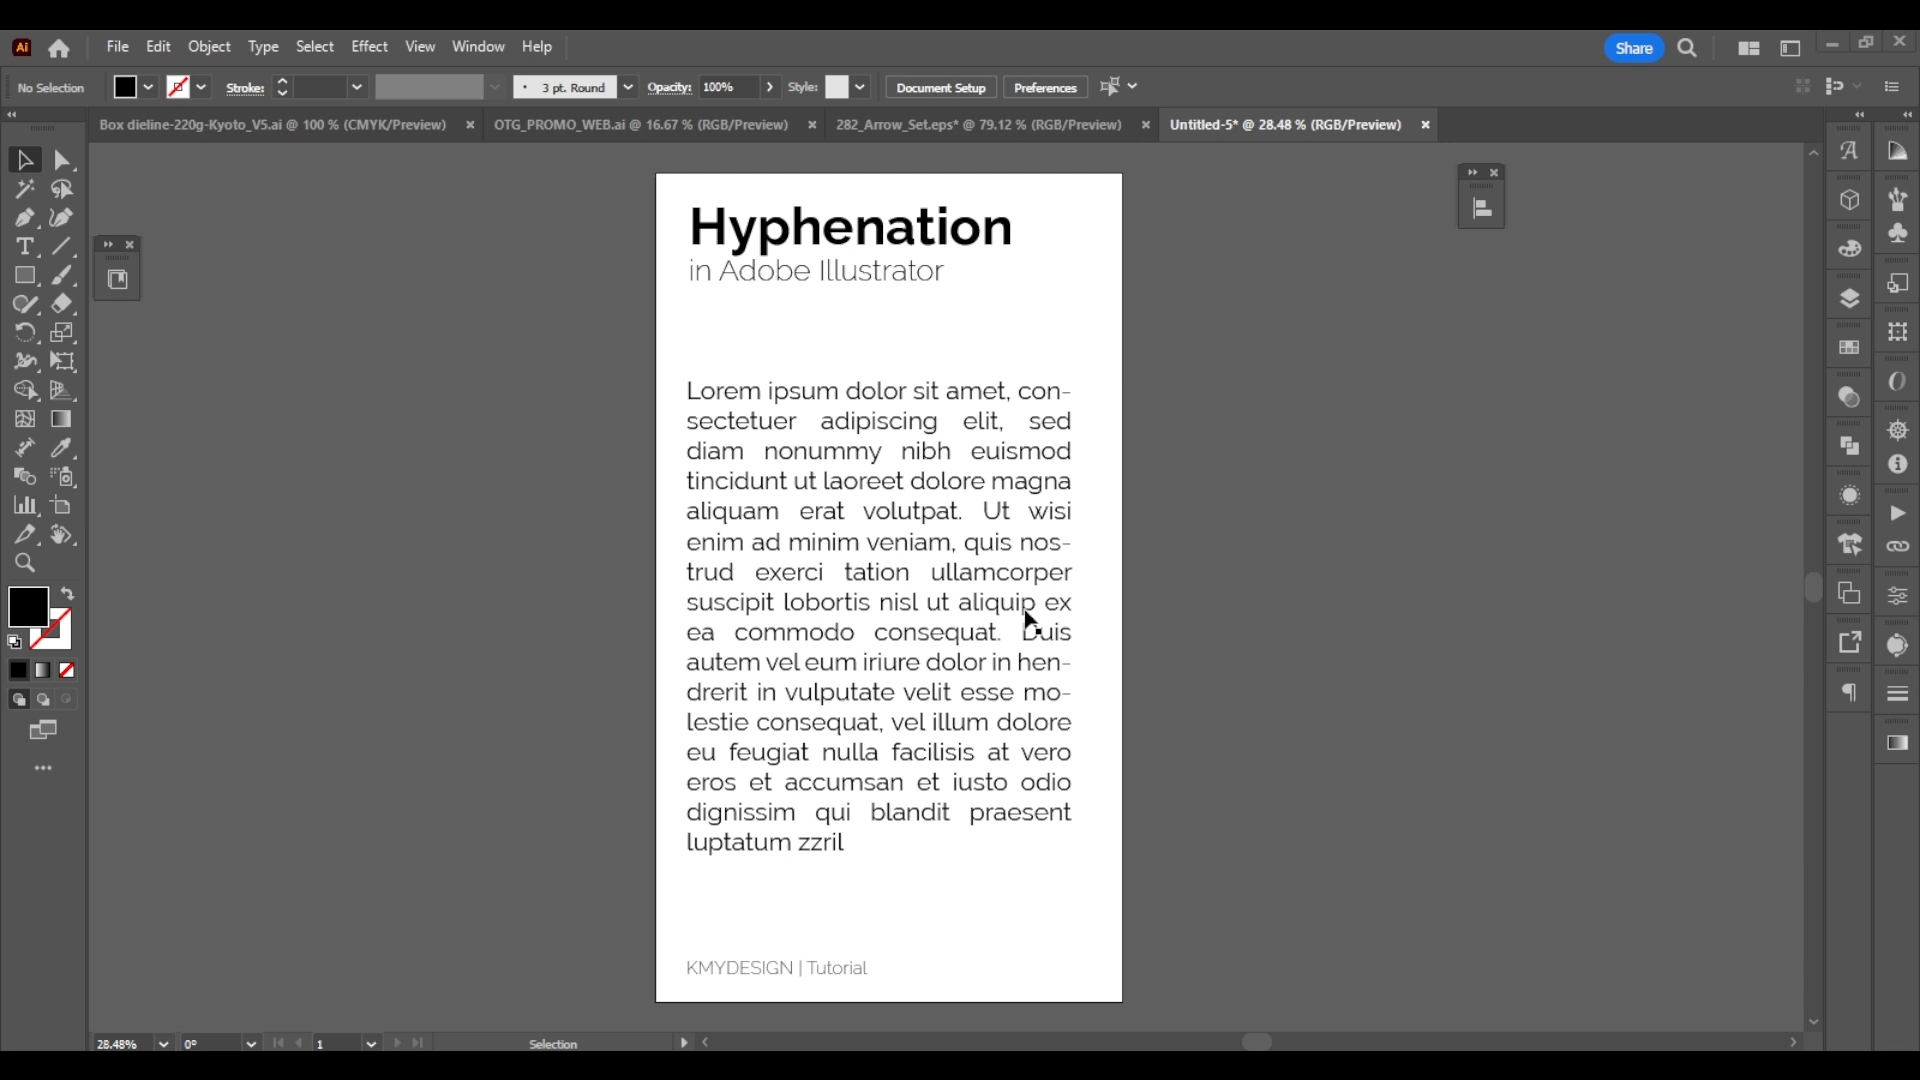 Ai File Edit Object Type Select Effect View Window Help Share
No Selection Stroke: 3 pt. Round Opacity: 100% Style: Document Setup Preferences
Box dieline-220g-Kyoto_V5.ai @ 100 % (CMYK/Preview) OTG_PROMO_WEB.ai @ 16.67 % (RGB/Preview) 282_Arrow_Set.eps* @ 79.12 % (RGB/Preview) Untitled-5* @ 28.48 % (RGB/Preview)
Hyphenation
in Adobe Illustrator
Lorem ipsum dolor sit amet, con-
sectetuer adipiscing elit, sed
diam nonummy nibh euismod
tincidunt ut laoreet dolore magna
aliquam erat volutpat. Ut wisi
enim ad minim veniam, quis nos-
trud exerci tation ullamcorper
suscipit lobortis nisl ut aliquip ex
ea commodo consequat. Duis
autem vel eum iriure dolor in hen-
drerit in vulputate velit esse mo-
lestie consequat, vel illum dolore
eu feugiat nulla facilisis at vero
eros et accumsan et iusto odio
dignissim qui blandit praesent
luptatum zzril
KMYDESIGN | Tutorial
28.48% 0° 1 Selection